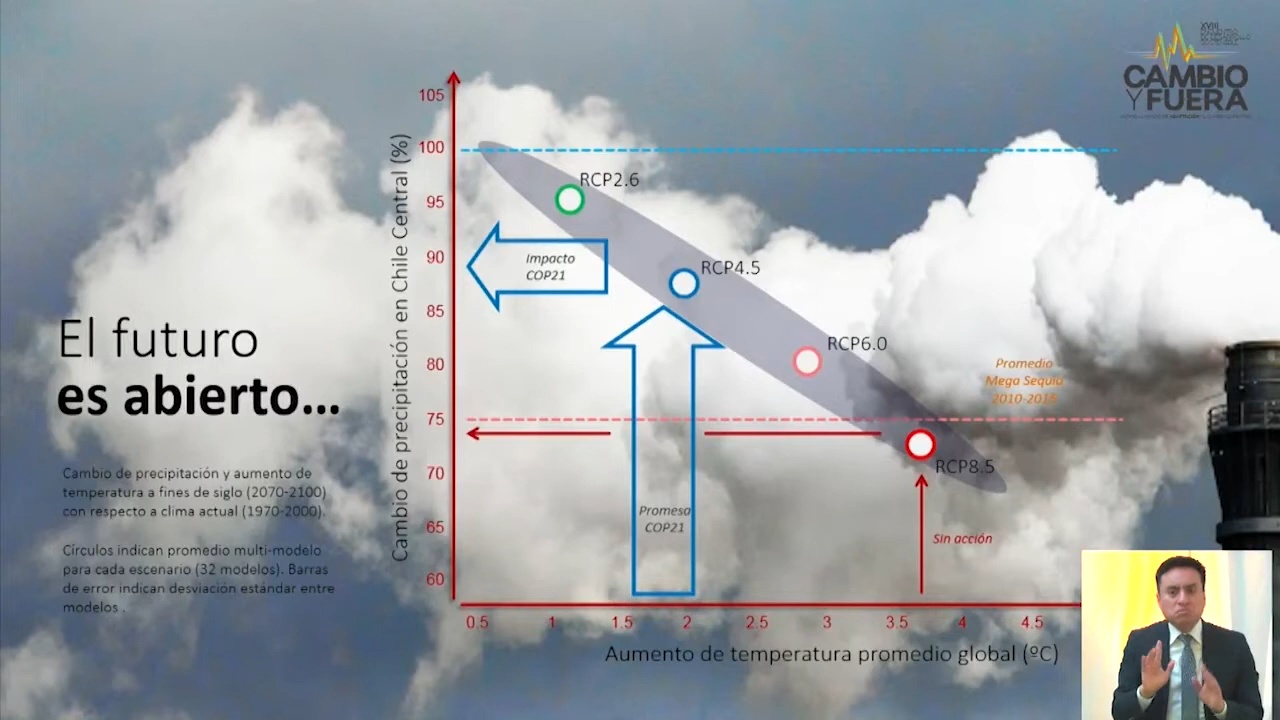 XVIII
CAMBIO
Y FUERA
El futuro
es abierto...
Cambio de precipitación y aumento de
temperatura a fines de siglo (2070-2100)
con respecto a clima actual (1970-2000).
Círculos indican promedio multi-modelo
para cada escenario (32 modelos). Barras
de error indican desviación estándar entre
modelos .
Cambio de precipitación en Chile Central (%)
105
100
95
90
85
80
75
70
65
60
RCP2.6
Impacto
COP21
RCP4.5
RCP6.0
Promedio
Mega Sequía
2010-2015
RCP8.5
Promesa
COP21
Sin acción
0.5 1 1.5 2 2.5 3 3.5 4 4.5
Aumento de temperatura promedio global (ºC)